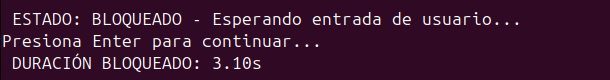 ESTADO: BLOQUEADO - Esperando entrada de usuario...
Presiona Enter para continuar...
DURACIÓN BLOQUEADO: 3.10s